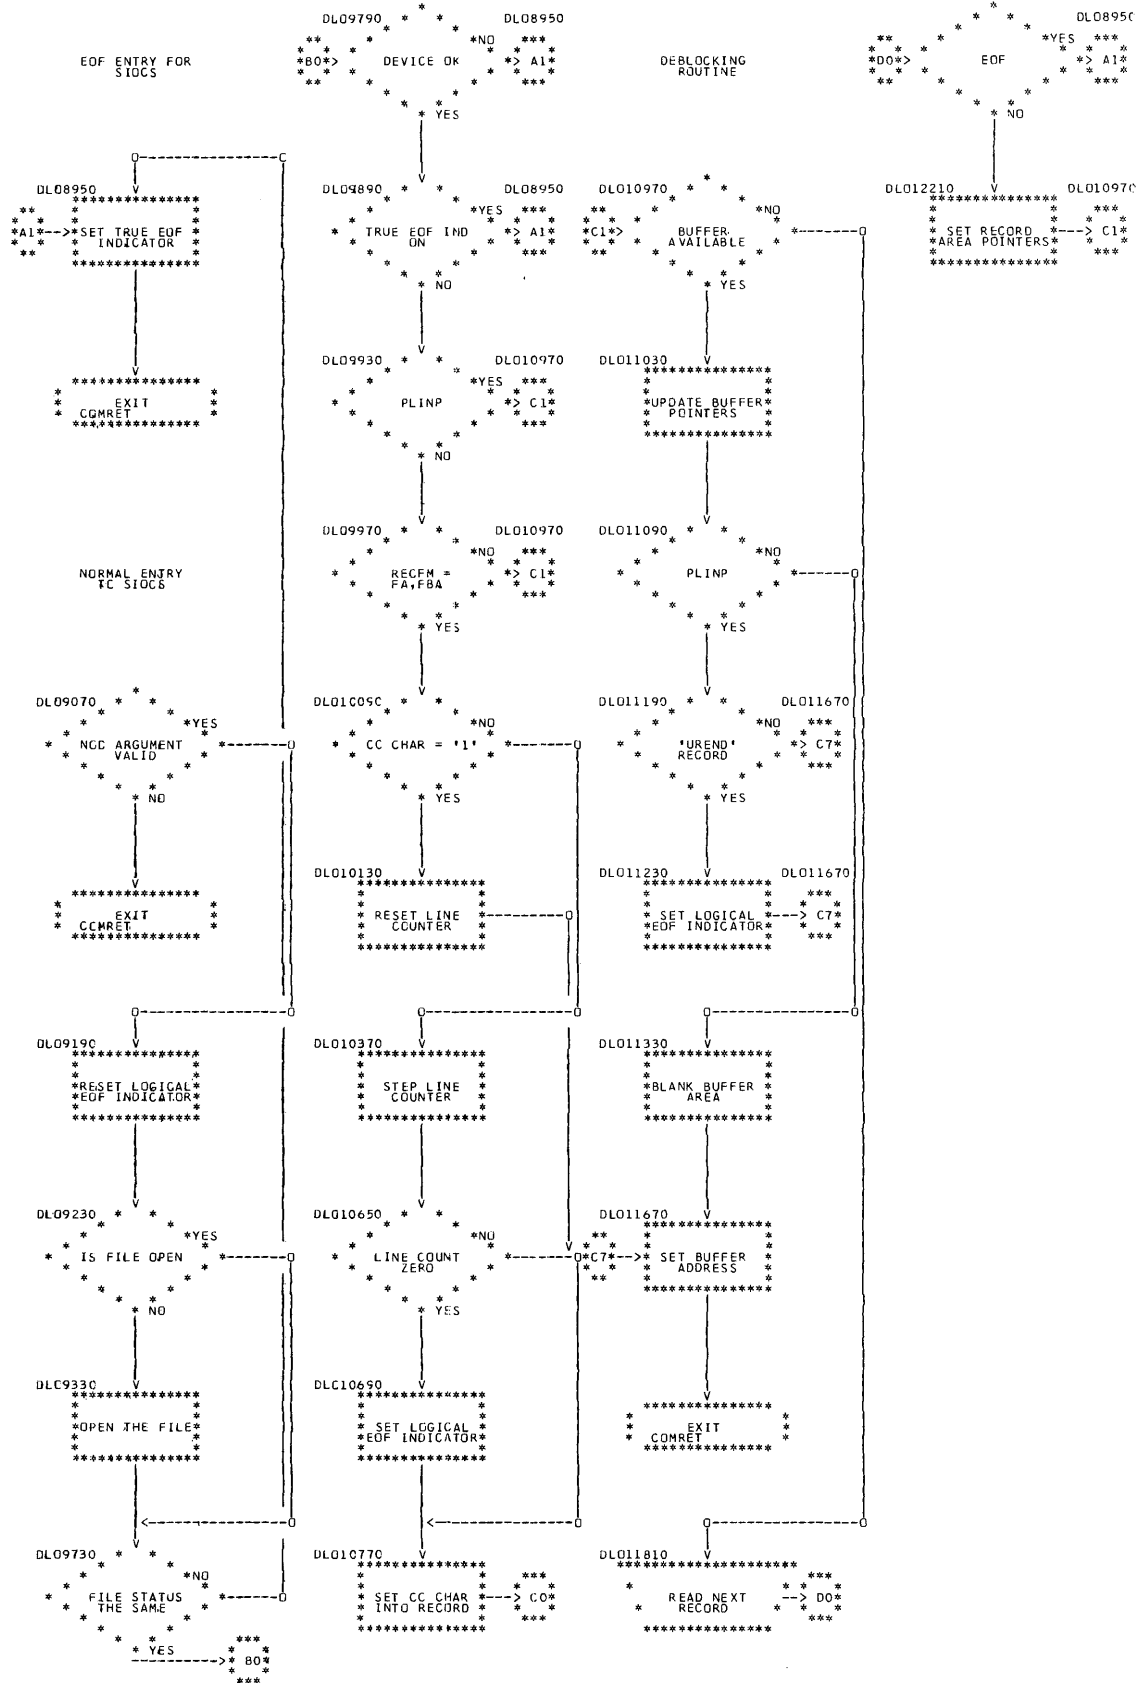 EOF ENTRY FOR
SIOCS
DL08950
A1
SET TRUE EOF
INDICATOR
EXIT
COMRET
NORMAL ENTRY
TO SIOCS
DL09070
NCC ARGUMENT
VALID
YES
NO
EXIT
COMRET
DL09190
RESET LOGICAL
EOF INDICATOR
DL09230
IS FILE OPEN
YES
NO
DL09330
OPEN THE FILE
DL09730
FILE STATUS
THE SAME
NO
YES
B0
DL09790
B0
DEVICE OK
NO
DL08950
A1
YES
DL09890
TRUE EOF IND
ON
YES
DL08950
A1
NO
DL09930
PLINP
YES
DL010970
C1
NO
DL09970
RECFM =
FA,FBA
NO
DL010970
C1
YES
DL010090
CC CHAR = '1'
NO
YES
DL010130
RESET LINE
COUNTER
DL010370
STEP LINE
COUNTER
DL010650
LINE COUNT
ZERO
NO
YES
DL010690
SET LOGICAL
EOF INDICATOR
DL010770
SET CC CHAR
INTO RECORD
C0
DEBLOCKING
ROUTINE
DL010970
C1
BUFFER
AVAILABLE
NO
YES
DL011030
UPDATE BUFFER
POINTERS
DL011090
PLINP
NO
YES
DL011190
'UREND'
RECORD
NO
DL011670
C7
YES
DL011230
SET LOGICAL
EOF INDICATOR
DL011670
C7
DL011330
BLANK BUFFER
AREA
DL011670
C7
SET BUFFER
ADDRESS
EXIT
COMRET
DL011810
READ NEXT
RECORD
D0
D0
EOF
YES
DL08950
A1
NO
DL012210
SET RECORD
AREA POINTERS
DL010970
C1